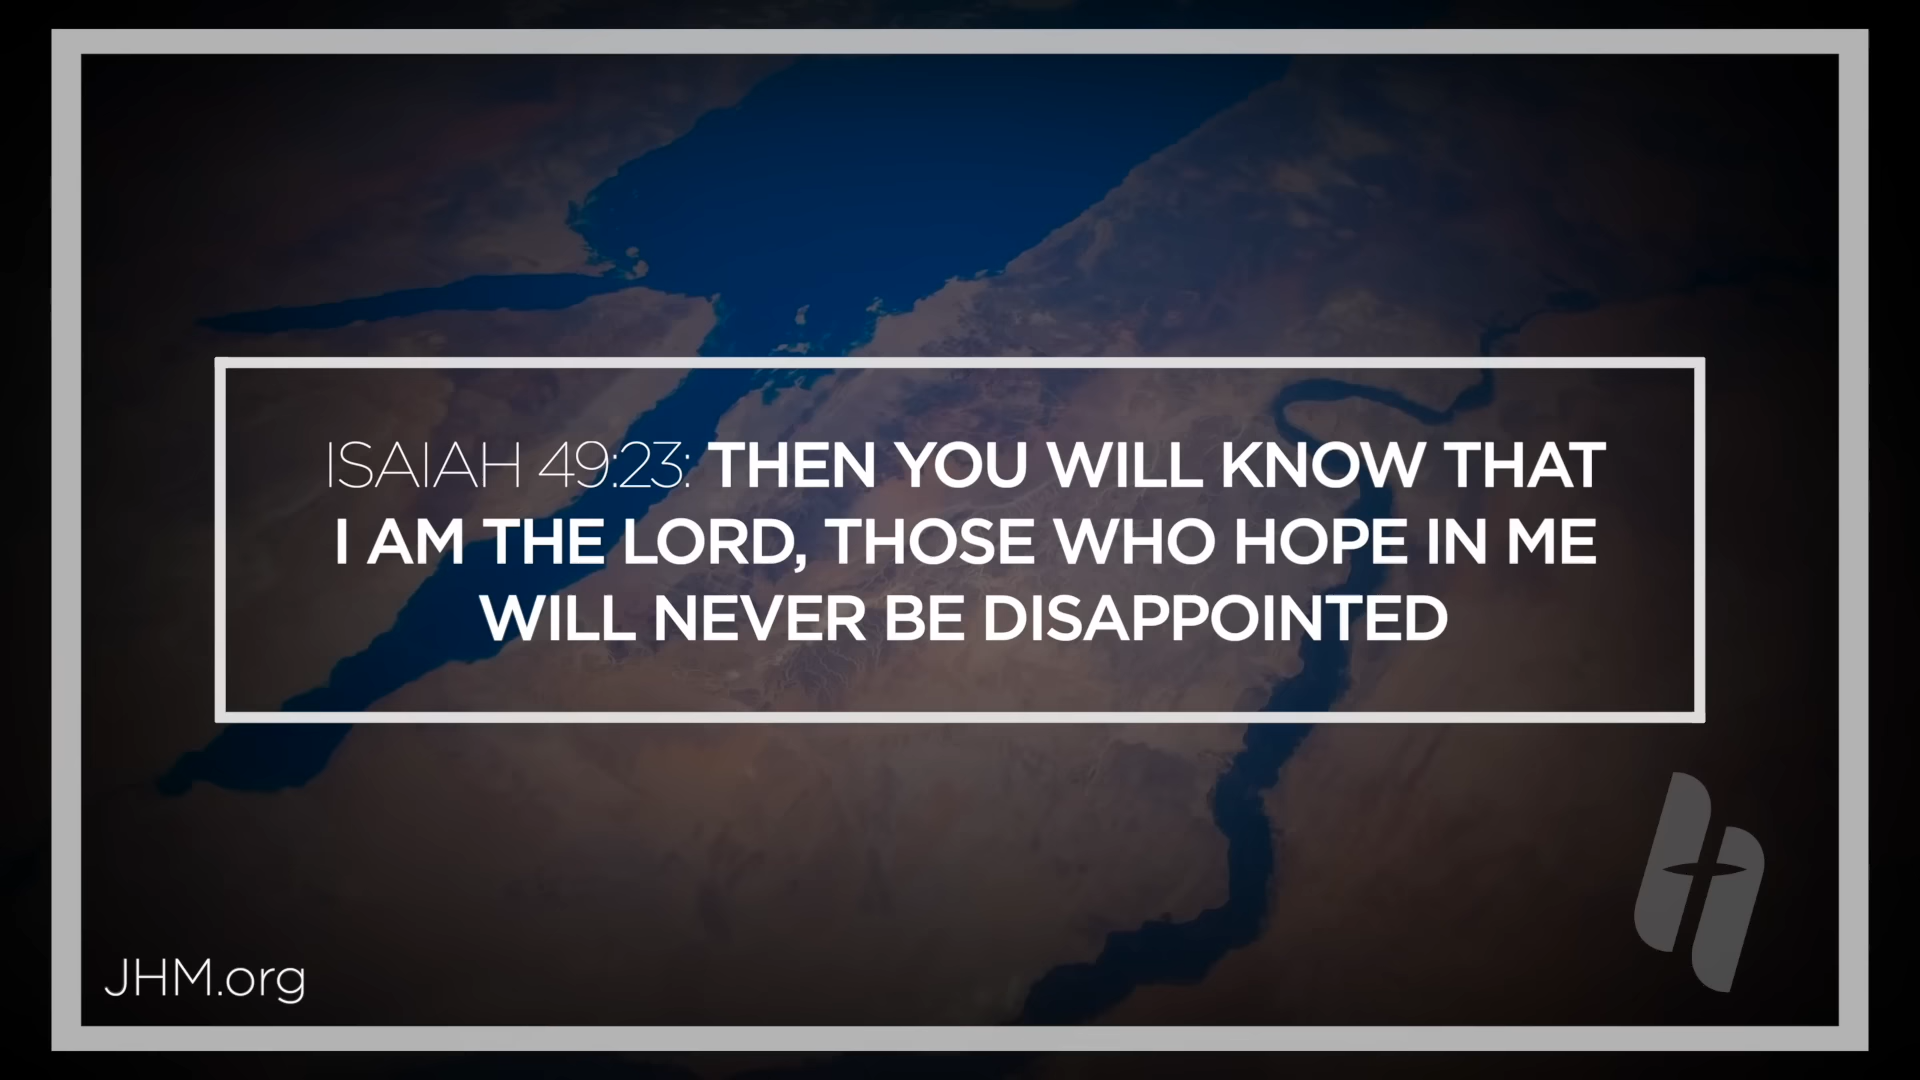 ISAIAH 49:23: THEN YOU WILL KNOW THAT
I AM THE LORD, THOSE WHO HOPE IN ME
WILL NEVER BE DISAPPOINTED
JHM.org